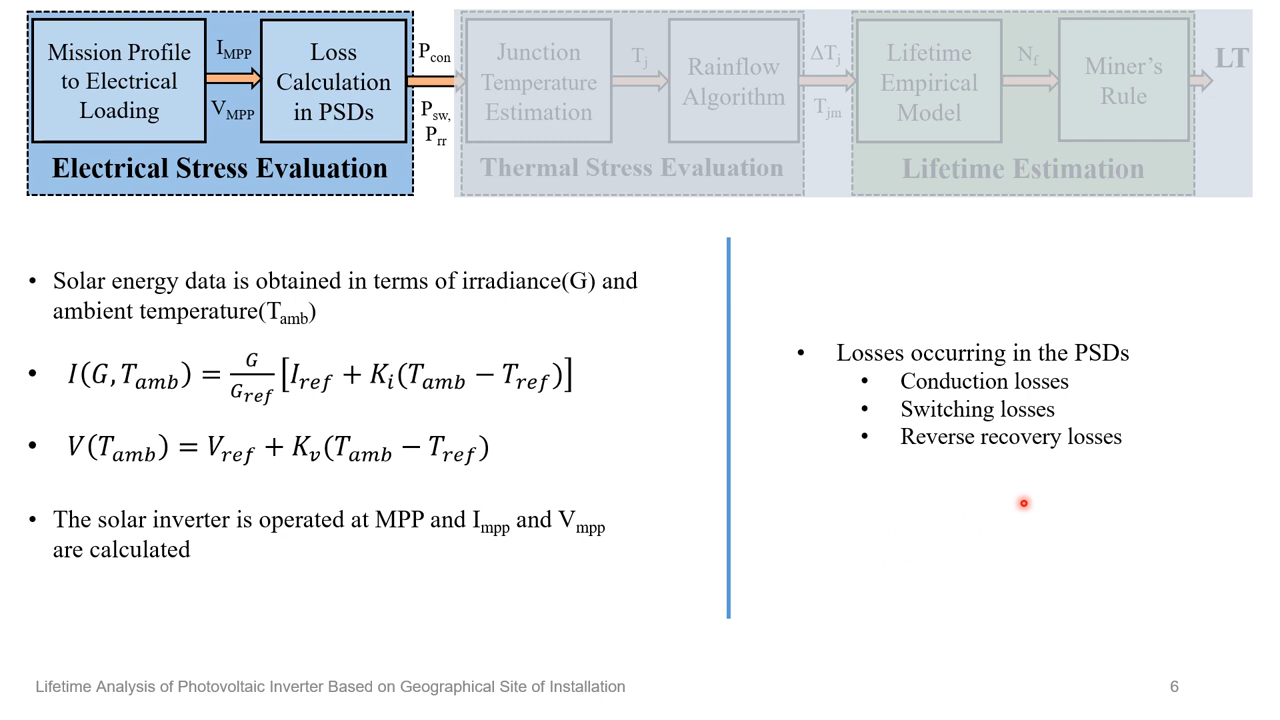 Mission Profile
to Electrical
Loading
I_MPP
V_MPP
Loss
Calculation
in PSDs
P_con
P_sw,
P_rr
Electrical Stress Evaluation
Junction
Temperature
Estimation
T_j
Rainflow
Algorithm
ΔT_j
T_jm
Thermal Stress Evaluation
Lifetime
Empirical
Model
N_f
Miner's
Rule
LT
Lifetime Estimation
• Solar energy data is obtained in terms of irradiance(G) and
ambient temperature(T_amb)
• I(G, T_amb) = G/G_ref [I_ref + K_i(T_amb − T_ref)]
• V(T_amb) = V_ref + K_v(T_amb − T_ref)
• The solar inverter is operated at MPP and I_mpp and V_mpp
are calculated
• Losses occurring in the PSDs
• Conduction losses
• Switching losses
• Reverse recovery losses
Lifetime Analysis of Photovoltaic Inverter Based on Geographical Site of Installation
6